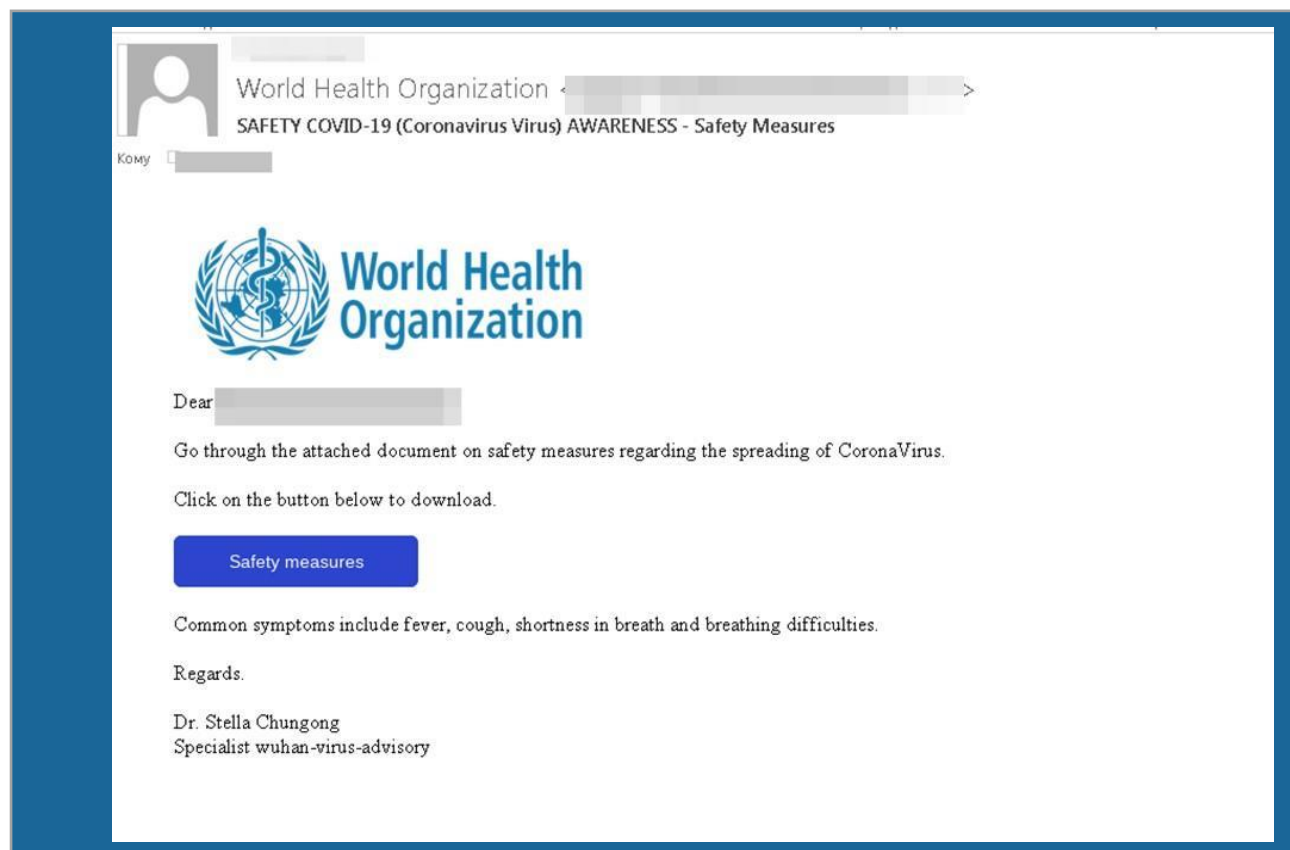 World Health Organization < >
SAFETY COVID-19 (Coronavirus Virus) AWARENESS - Safety Measures
Кому
World Health
Organization
Dear
Go through the attached document on safety measures regarding the spreading of CoronaVirus.
Click on the button below to download.
Safety measures
Common symptoms include fever, cough, shortness in breath and breathing difficulties.
Regards.
Dr. Stella Chungong
Specialist wuhan-virus-advisory